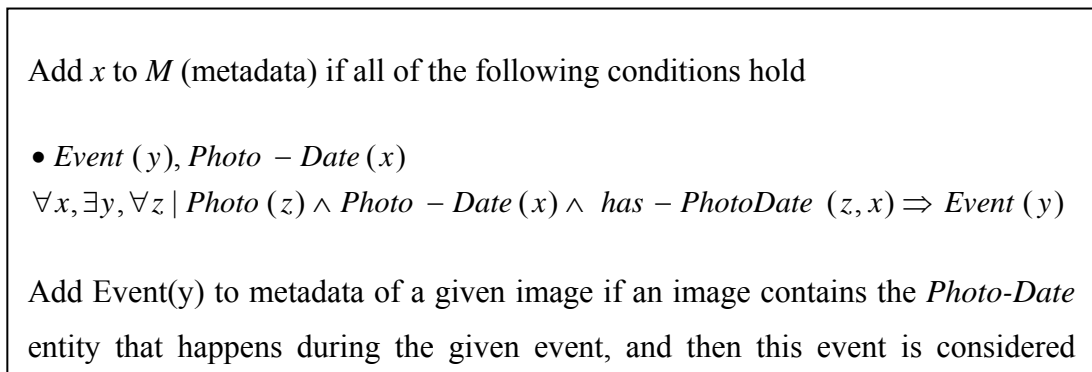 Add x to M (metadata) if all of the following conditions hold
• Event (y), Photo – Date (x)
∀x, ∃y, ∀z | Photo (z) ∧ Photo – Date (x) ∧ has – PhotoDate (z, x) ⇒ Event (y)
Add Event(y) to metadata of a given image if an image contains the Photo-Date
entity that happens during the given event, and then this event is considered